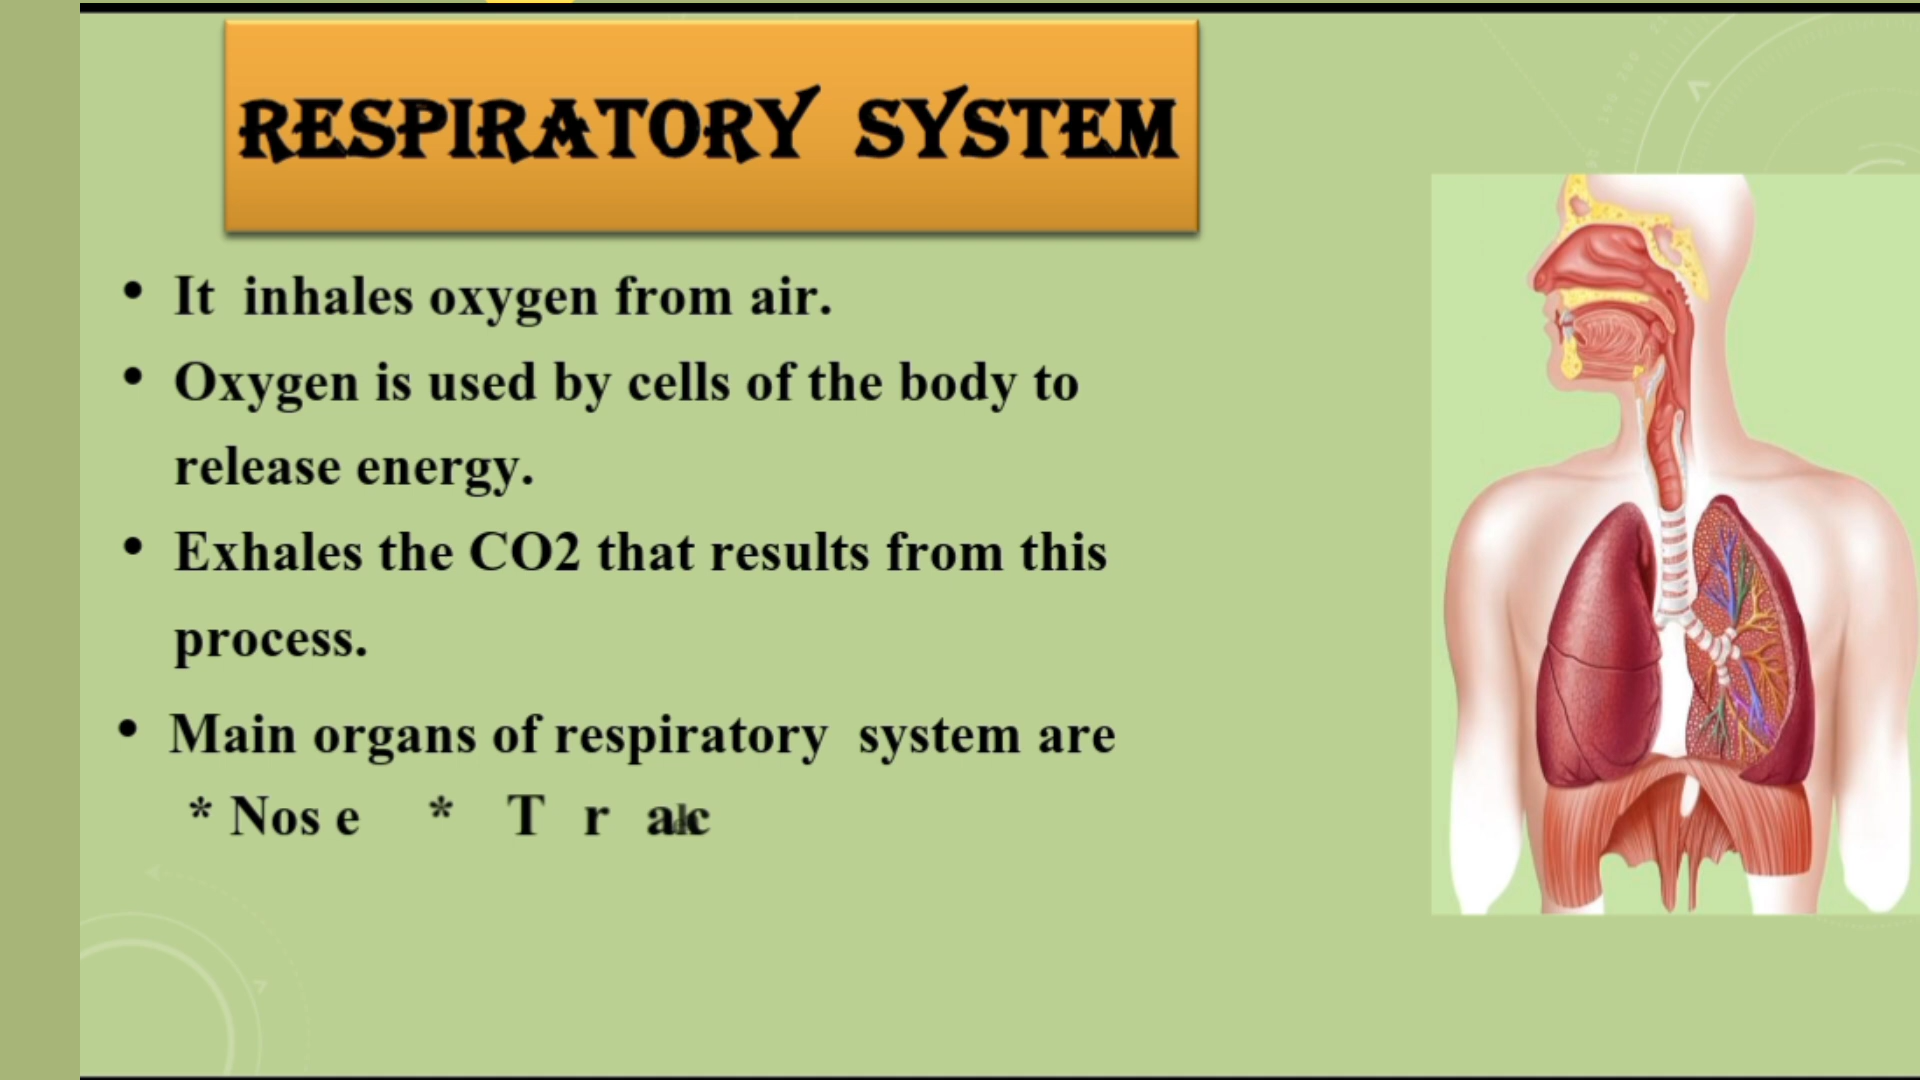 RESPIRATORY SYSTEM
• It inhales oxygen from air.
• Oxygen is used by cells of the body to
release energy.
• Exhales the CO2 that results from this
process.
• Main organs of respiratory system are
* Nose *